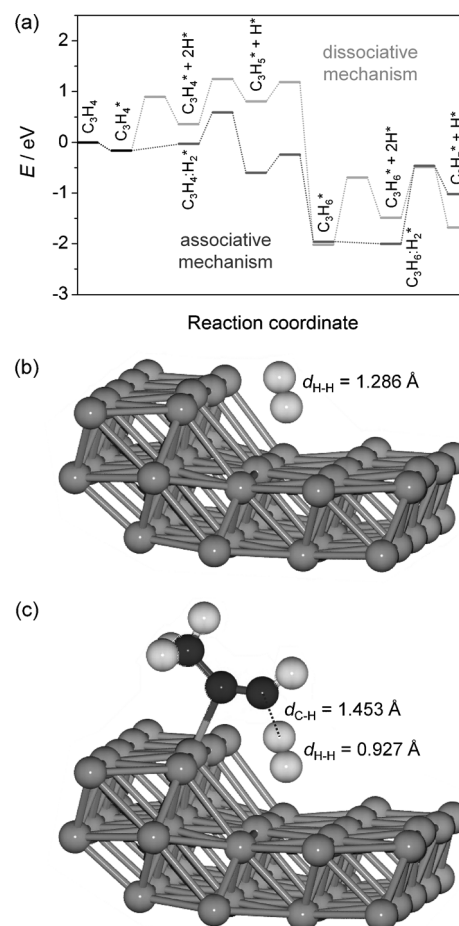 (a)
2
1
0
-1
-2
-3
E / eV
C3H4
C3H4*
C3H4* + 2H*
C3H4:H2*
C3H5* + H*
C3H6*
C3H6* + 2H*
C3H6:H2*
dissociative
mechanism
associative
mechanism
Reaction coordinate
(b)
dH-H = 1.286 Å
(c)
dC-H = 1.453 Å
dH-H = 0.927 Å